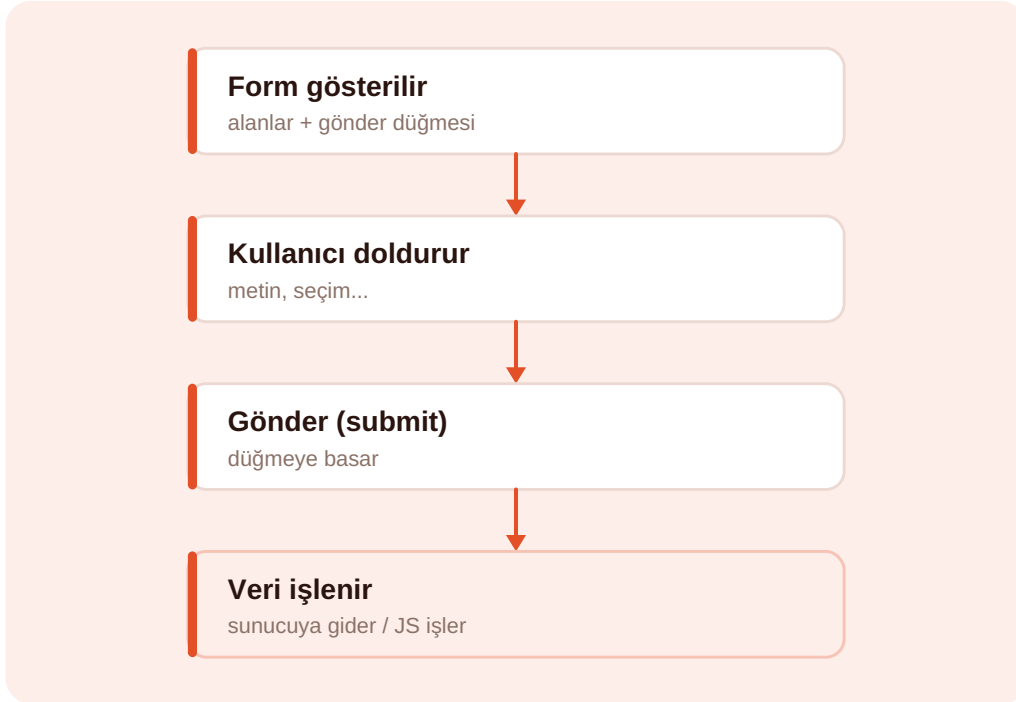 Form gösterilir
alanlar + gönder düğmesi
Kullanıcı doldurur
metin, seçim...
Gönder (submit)
düğmeye basar
Veri işlenir
sunucuya gider / JS işler